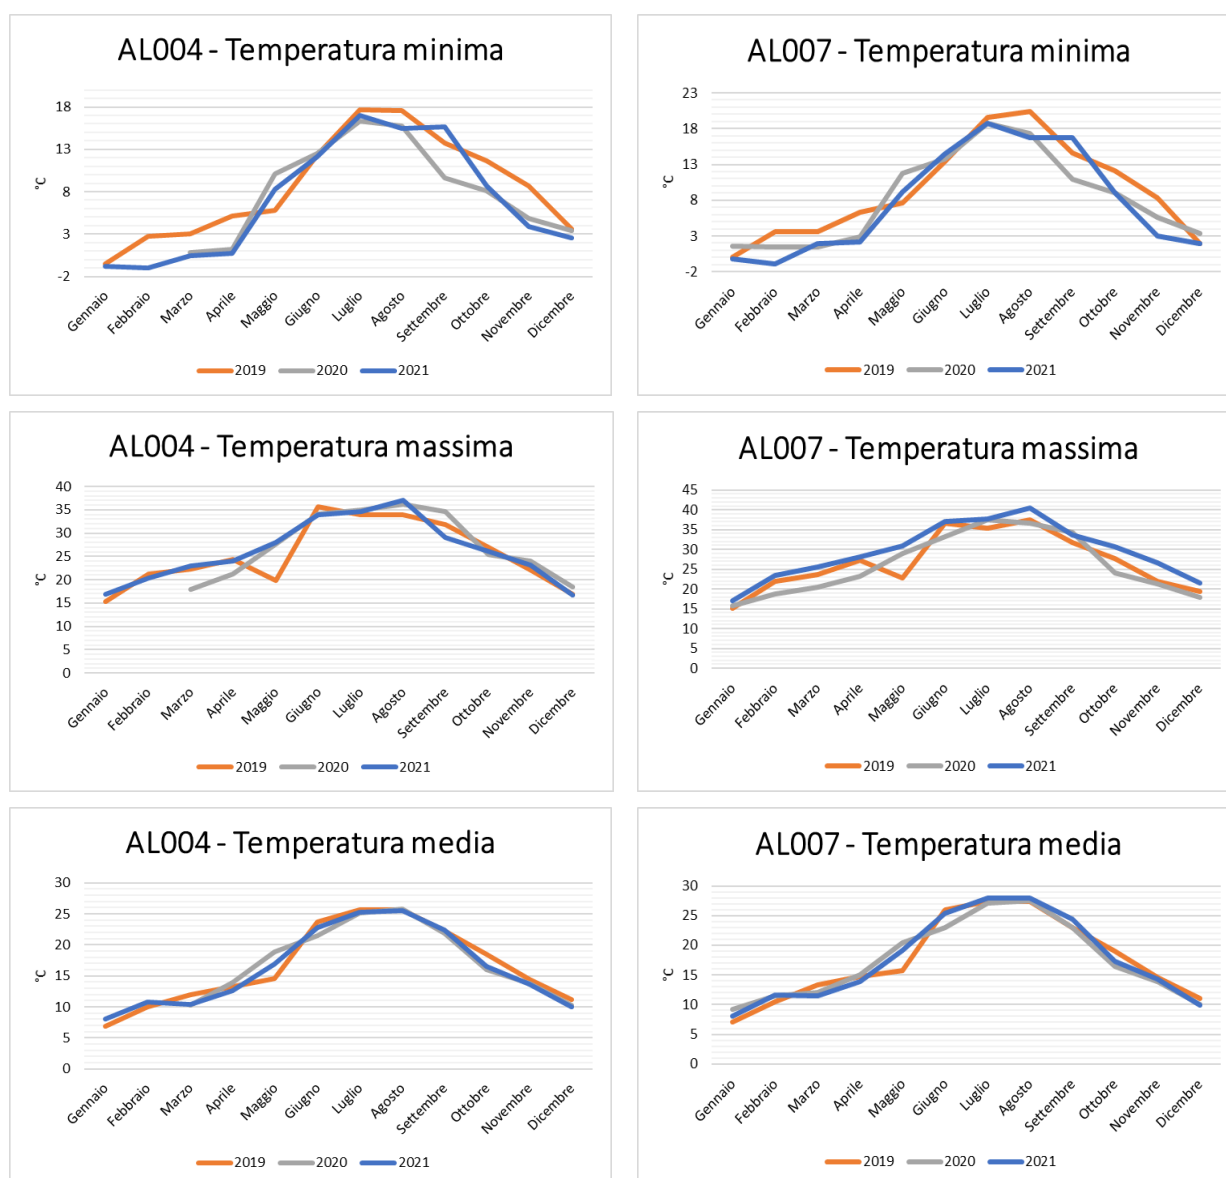 AL004 - Temperatura minima
18
13
8
3
-2
°C
Gennaio
Febbraio
Marzo
Aprile
Maggio
Giugno
Luglio
Agosto
Settembre
Ottobre
Novembre
Dicembre
2019 2020 2021
AL007 - Temperatura minima
23
18
13
8
3
-2
°C
Gennaio
Febbraio
Marzo
Aprile
Maggio
Giugno
Luglio
Agosto
Settembre
Ottobre
Novembre
Dicembre
2019 2020 2021
AL004 - Temperatura massima
40
35
30
25
20
15
10
5
0
°C
Gennaio
Febbraio
Marzo
Aprile
Maggio
Giugno
Luglio
Agosto
Settembre
Ottobre
Novembre
Dicembre
2019 2020 2021
AL007 - Temperatura massima
45
40
35
30
25
20
15
10
5
0
°C
Gennaio
Febbraio
Marzo
Aprile
Maggio
Giugno
Luglio
Agosto
Settembre
Ottobre
Novembre
Dicembre
2019 2020 2021
AL004 - Temperatura media
30
25
20
15
10
5
0
°C
Gennaio
Febbraio
Marzo
Aprile
Maggio
Giugno
Luglio
Agosto
Settembre
Ottobre
Novembre
Dicembre
2019 2020 2021
AL007 - Temperatura media
30
25
20
15
10
5
0
°C
Gennaio
Febbraio
Marzo
Aprile
Maggio
Giugno
Luglio
Agosto
Settembre
Ottobre
Novembre
Dicembre
2019 2020 2021